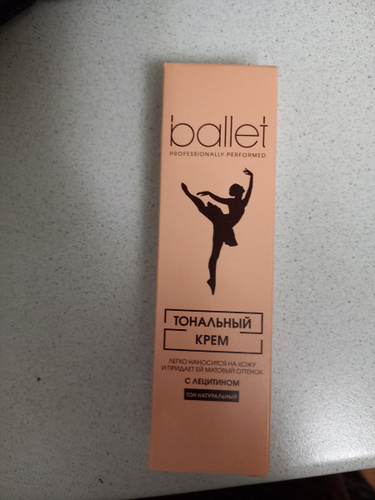 ballet
PROFESSIONALLY PERFORMED
ТОНАЛЬНЫЙ
КРЕМ
ЛЕГКО НАНОСИТСЯ НА КОЖУ
И ПРИДАЕТ ЕЙ МАТОВЫЙ ОТТЕНОК
С ЛЕЦИТИНОМ
ТОН НАТУРАЛЬНЫЙ